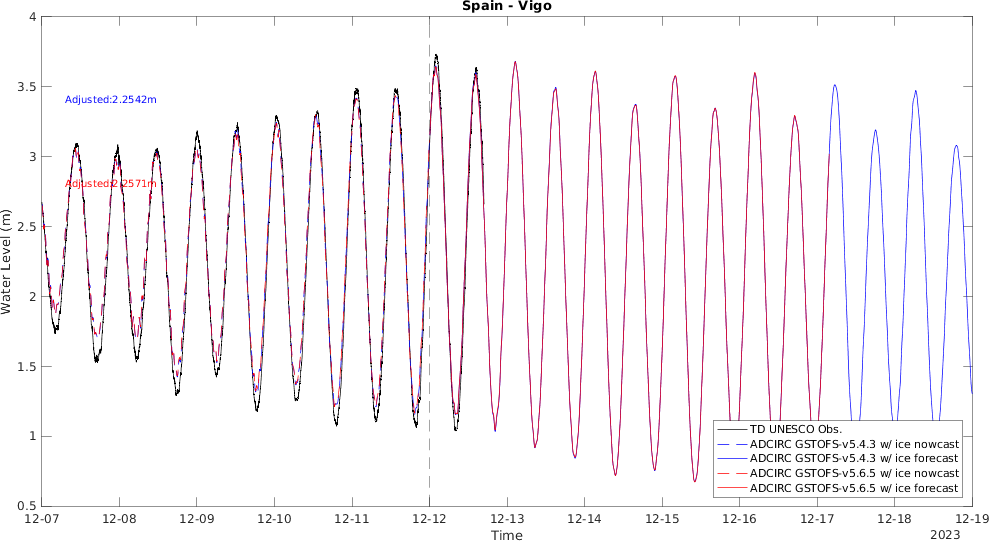 Spain - Vigo
4
3.5
3
2.5
2
1.5
1
0.5
Water Level (m)
Adjusted:2.2542m
Adjusted:2.2571m
TD UNESCO Obs.
ADCIRC GSTOFS-v5.4.3 w/ ice nowcast
ADCIRC GSTOFS-v5.4.3 w/ ice forecast
ADCIRC GSTOFS-v5.6.5 w/ ice nowcast
ADCIRC GSTOFS-v5.6.5 w/ ice forecast
12-07 12-08 12-09 12-10 12-11 12-12 12-13 12-14 12-15 12-16 12-17 12-18 12-19
Time
2023